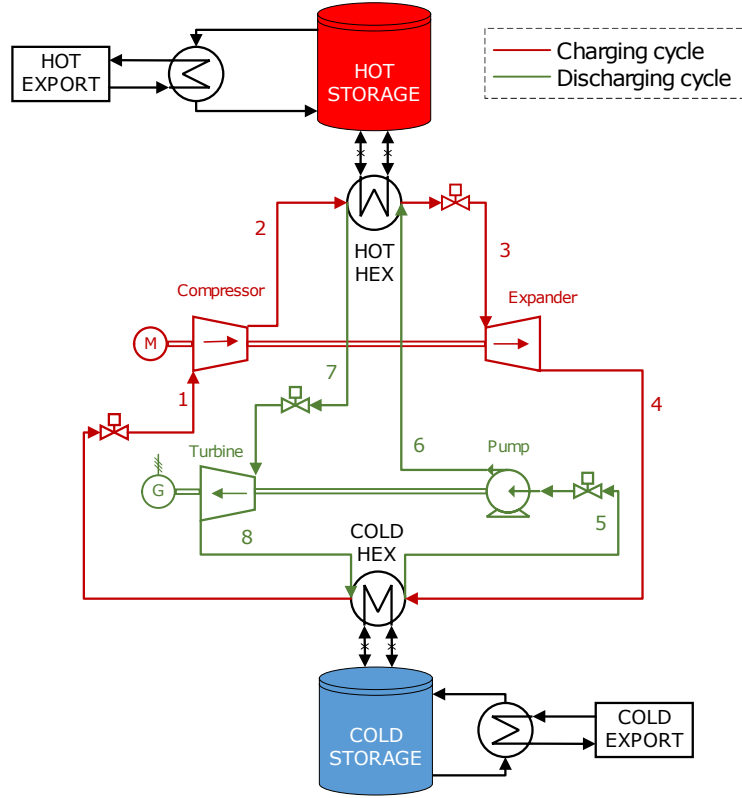 HOT
EXPORT
HOT
STORAGE
Charging cycle
Discharging cycle
2
HOT
HEX
3
Compressor
Expander
M
1
7
4
6
Turbine
Pump
G
5
8
COLD
HEX
COLD
STORAGE
COLD
EXPORT